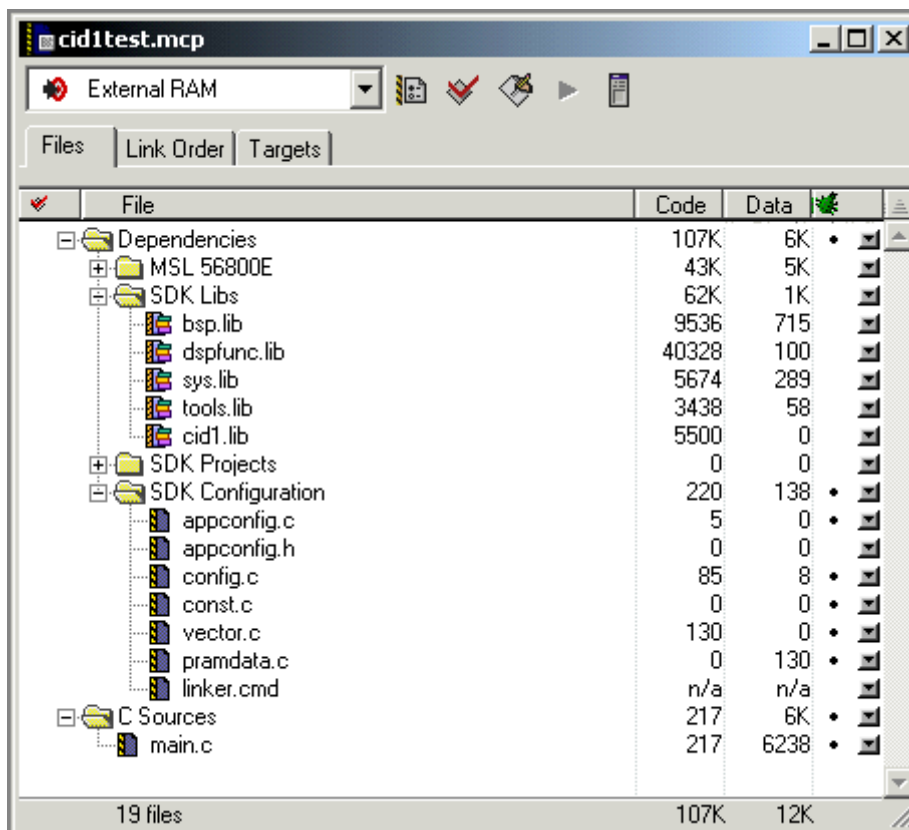 cid1test.mcp
External RAM
Files Link Order Targets
File Code Data
Dependencies 107K 6K
MSL 56800E 43K 5K
SDK Libs 62K 1K
bsp.lib 9536 715
dspfunc.lib 40328 100
sys.lib 5674 289
tools.lib 3438 58
cid1.lib 5500 0
SDK Projects 0 0
SDK Configuration 220 138
appconfig.c 5 0
appconfig.h 0 0
config.c 85 8
const.c 0 0
vector.c 130 0
pramdata.c 0 130
linker.cmd n/a n/a
C Sources 217 6K
main.c 217 6238
19 files 107K 12K